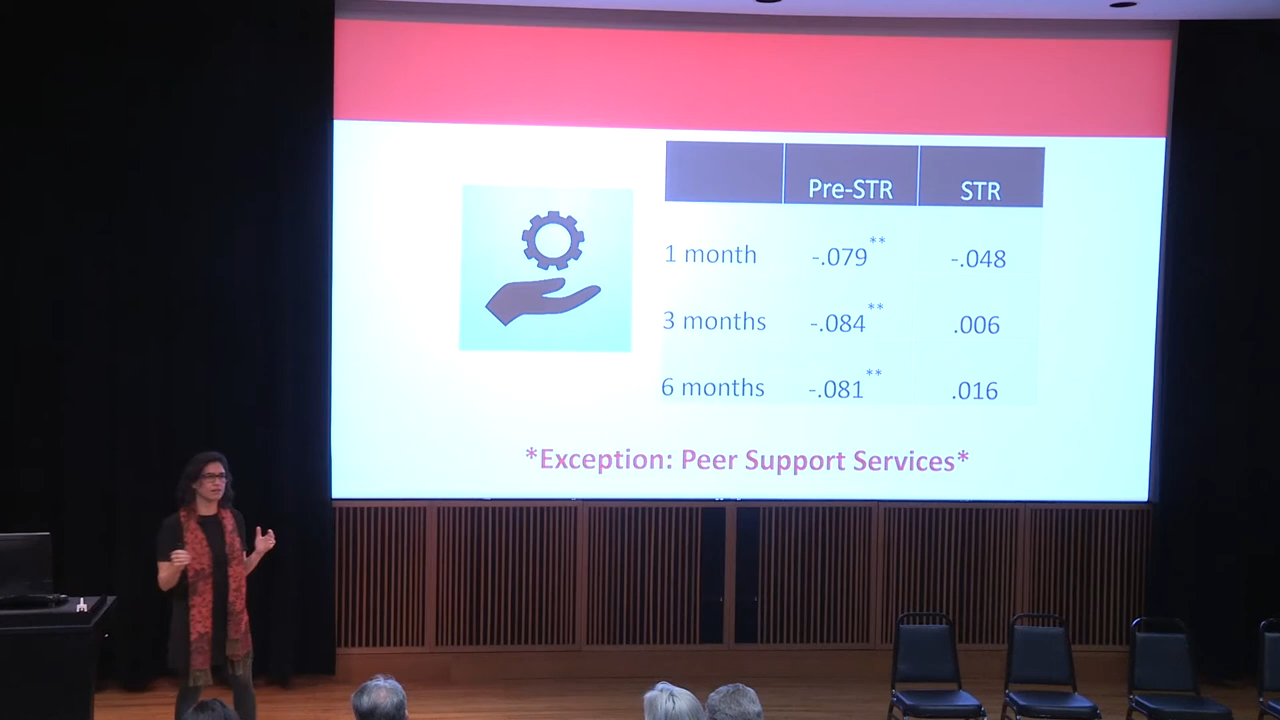 Pre-STR STR
1 month -.079** -.048
3 months -.084** .006
6 months -.081** .016
*Exception: Peer Support Services*